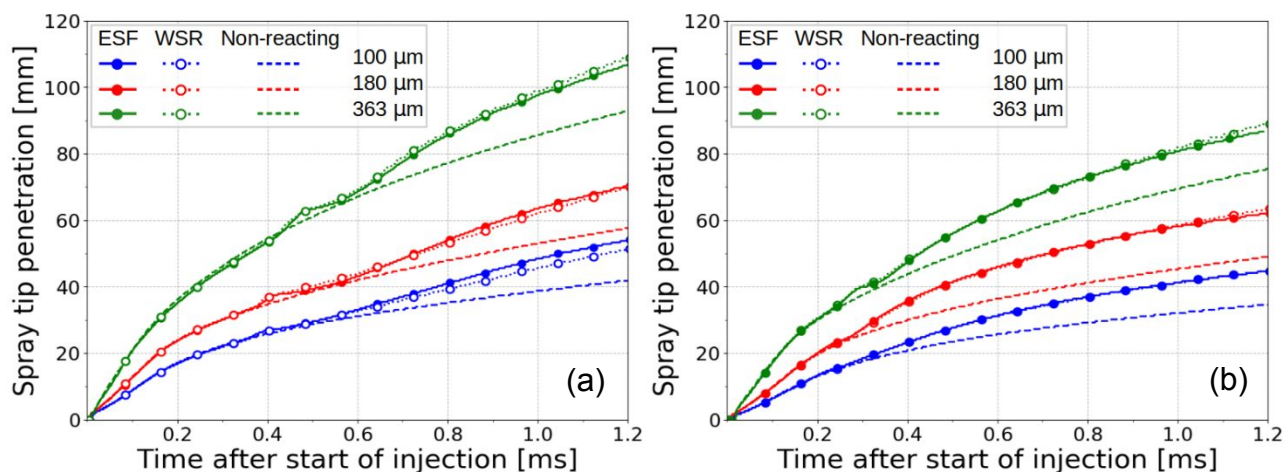 120
100
80
60
40
20
0
Spray tip penetration [mm]
ESF WSR Non-reacting
100 μm
180 μm
363 μm
(a)
0.2 0.4 0.6 0.8 1.0 1.2
Time after start of injection [ms]
120
100
80
60
40
20
0
Spray tip penetration [mm]
ESF WSR Non-reacting
100 μm
180 μm
363 μm
(b)
0.2 0.4 0.6 0.8 1.0 1.2
Time after start of injection [ms]